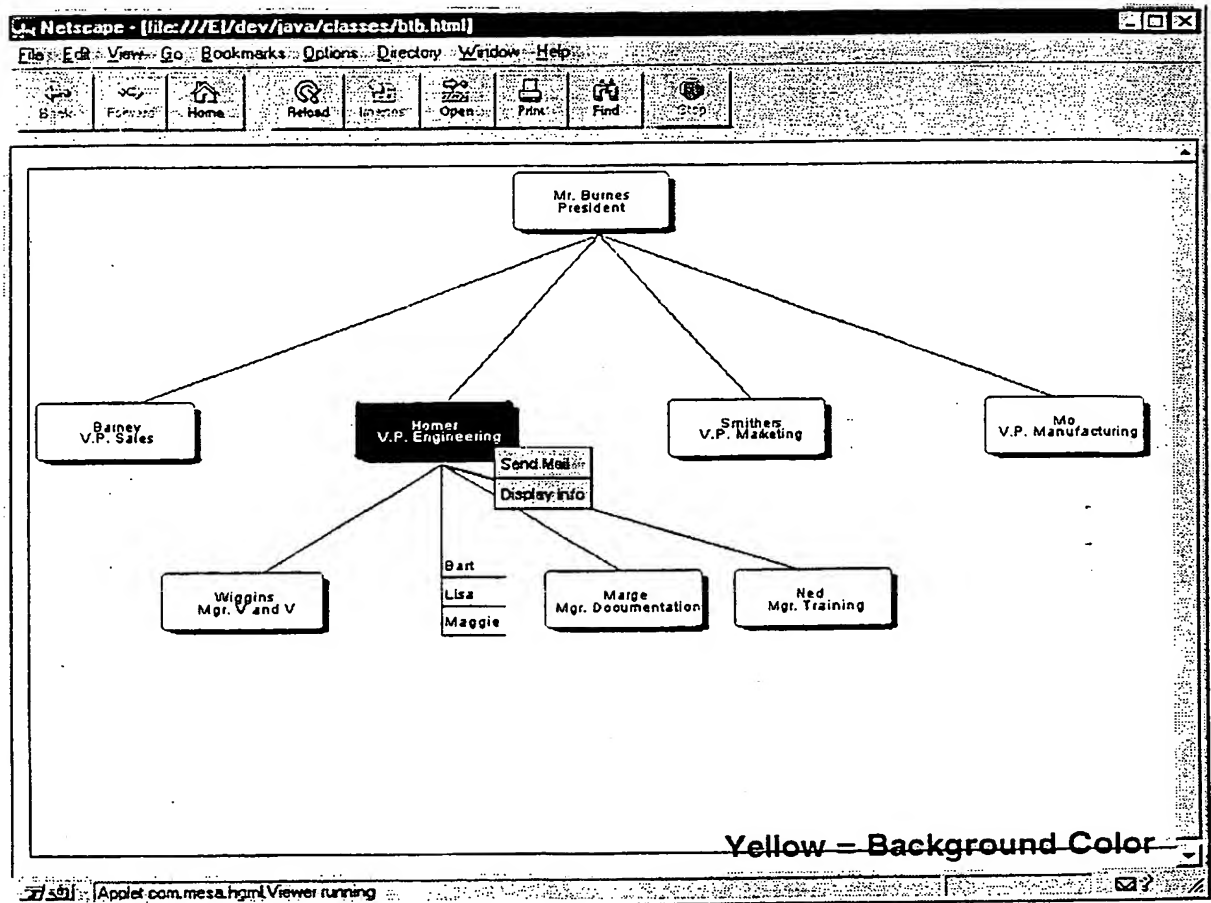 Netscape - [file:///E|/dev/java/classes/btb.html]
File Edit View Go Bookmarks Options Directory Window Help
Back Forward Home Reload Images Open Print Find Stop
Mr. Burnes
President
Barney
V.P. Sales
Homer
V.P. Engineering
Smithers
V.P. Marketing
Mo
V.P. Manufacturing
Send Mail
Display Info
Wiggins
Mgr. V and V
Bart
Lisa
Maggie
Marge
Mgr. Documentation
Ned
Mgr. Training
Yellow = Background Color
Applet com.mesa.hgml.Viewer running